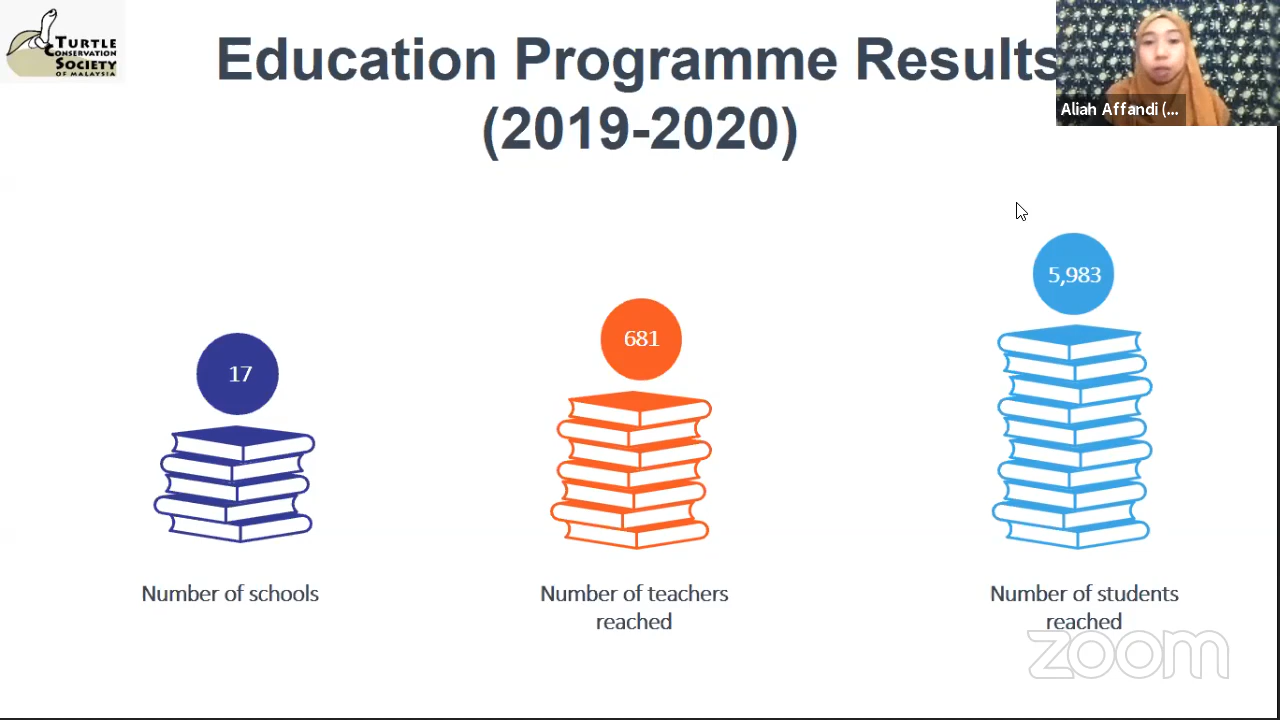 TURTLE
CONSERVATION
SOCIETY
OF MALAYSIA
Education Programme Results
(2019-2020)
Aliah Affandi (...
17
681
5,983
Number of schools
Number of teachers
reached
Number of students
reached
zoom